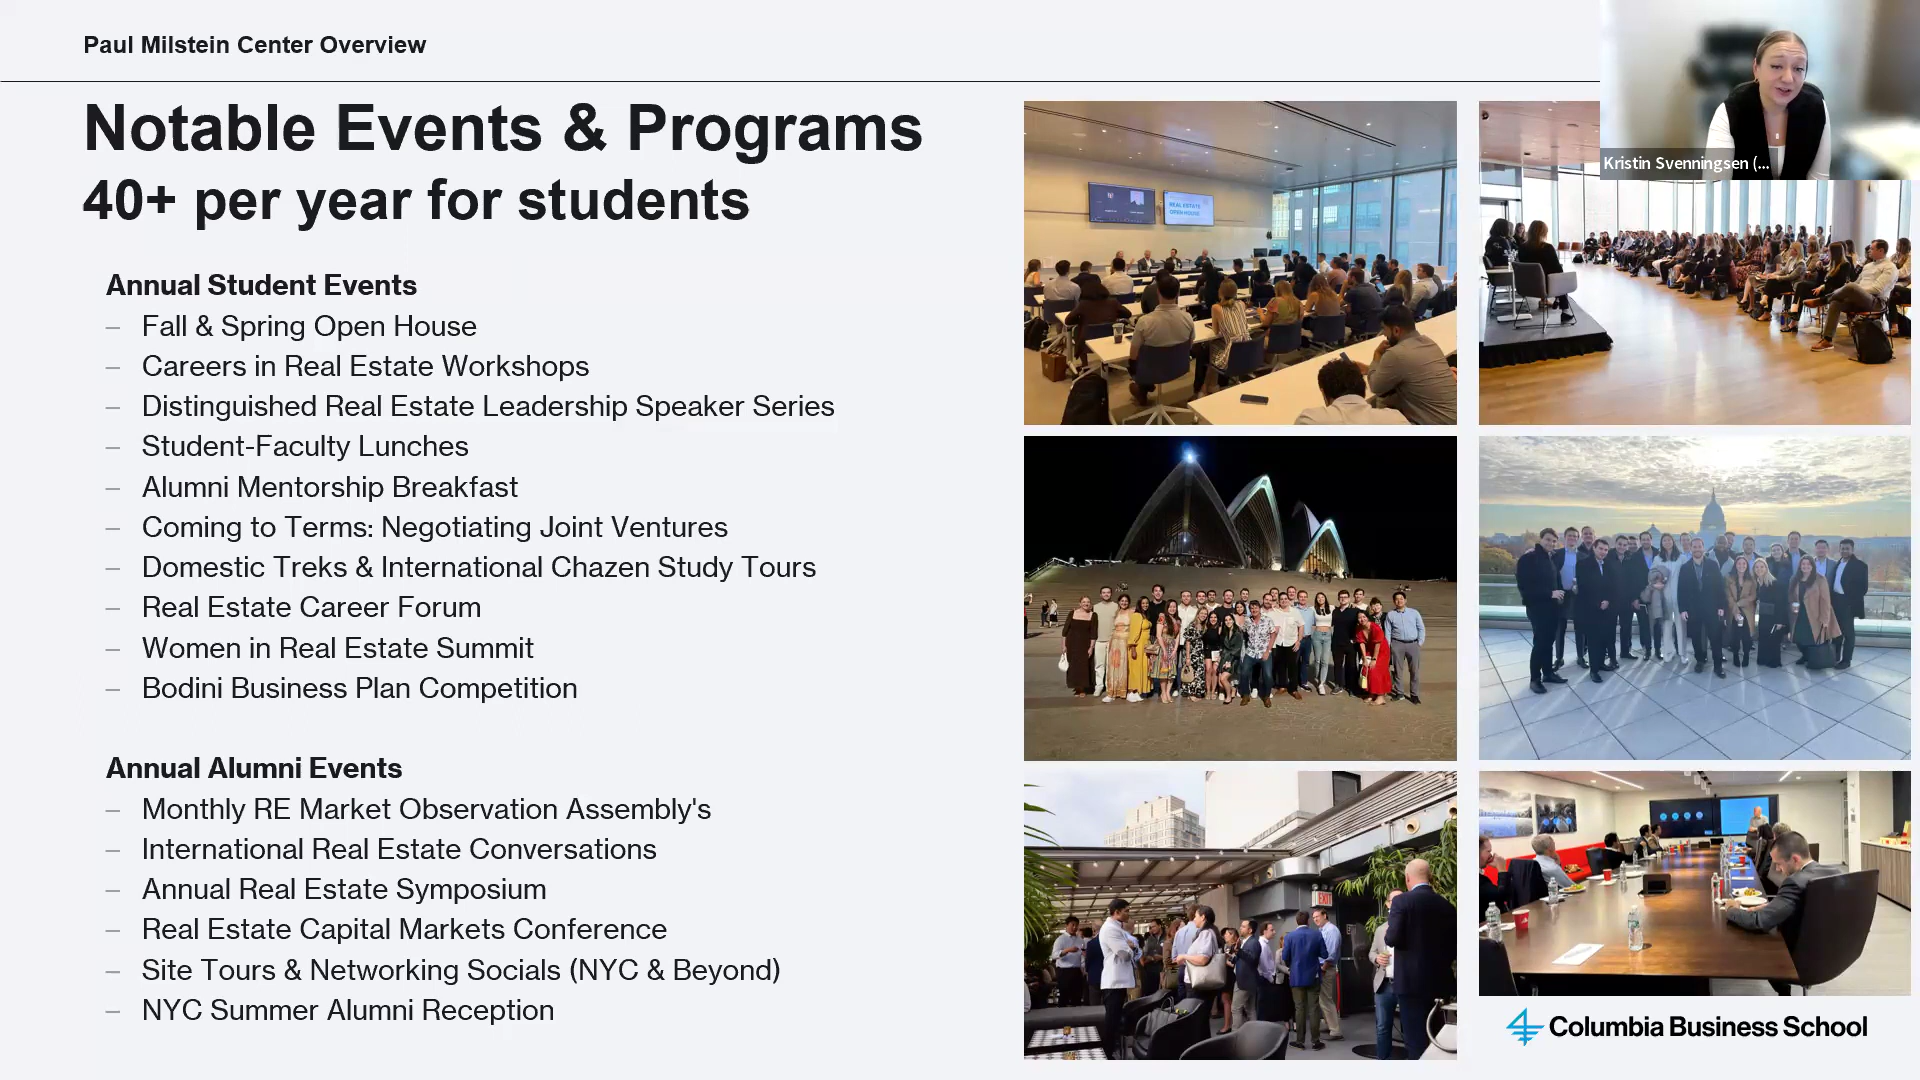 Paul Milstein Center Overview
Kristin Svenningsen (...
Notable Events & Programs
40+ per year for students
Annual Student Events
– Fall & Spring Open House
– Careers in Real Estate Workshops
– Distinguished Real Estate Leadership Speaker Series
– Student-Faculty Lunches
– Alumni Mentorship Breakfast
– Coming to Terms: Negotiating Joint Ventures
– Domestic Treks & International Chazen Study Tours
– Real Estate Career Forum
– Women in Real Estate Summit
– Bodini Business Plan Competition
Annual Alumni Events
– Monthly RE Market Observation Assembly's
– International Real Estate Conversations
– Annual Real Estate Symposium
– Real Estate Capital Markets Conference
– Site Tours & Networking Socials (NYC & Beyond)
– NYC Summer Alumni Reception
REAL ESTATE
OPEN HOUSE
EXIT
Columbia Business School